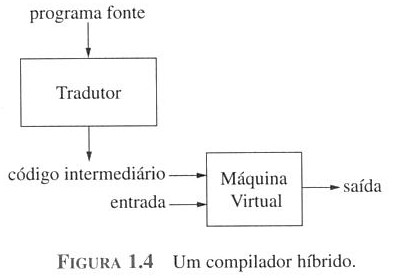 programa fonte
Tradutor
código intermediário
entrada
Máquina
Virtual
saída
FIGURA 1.4 Um compilador híbrido.